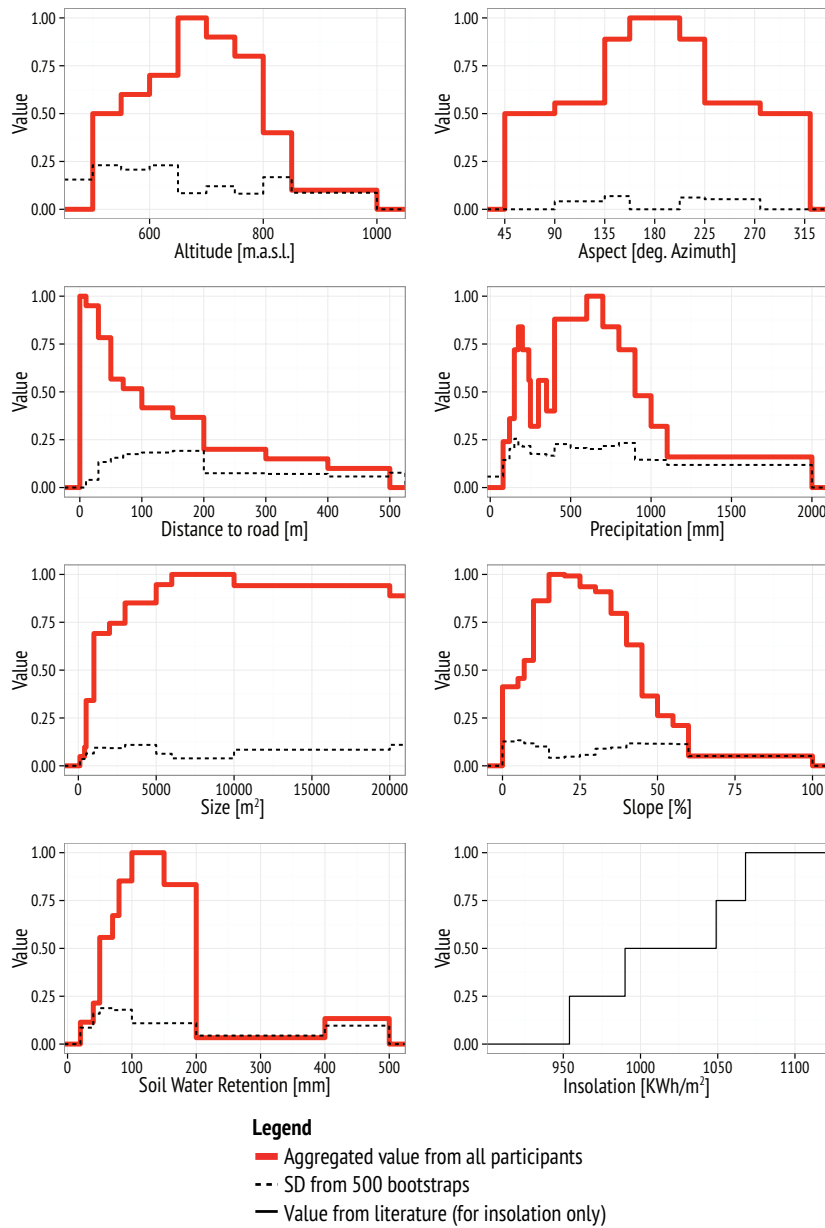 1.00
0.75
0.50
0.25
0.00
Value
600 800 1000
Altitude [m.a.s.l.]
1.00
0.75
0.50
0.25
0.00
Value
45 90 135 180 225 270 315
Aspect [deg. Azimuth]
1.00
0.75
0.50
0.25
0.00
Value
0 100 200 300 400 500
Distance to road [m]
1.00
0.75
0.50
0.25
0.00
Value
0 500 1000 1500 2000
Precipitation [mm]
1.00
0.75
0.50
0.25
0.00
Value
0 5000 10000 15000 20000
Size [m²]
1.00
0.75
0.50
0.25
0.00
Value
0 25 50 75 100
Slope [%]
1.00
0.75
0.50
0.25
0.00
Value
0 100 200 300 400 500
Soil Water Retention [mm]
1.00
0.75
0.50
0.25
0.00
Value
950 1000 1050 1100
Insolation [KWh/m²]
Legend
Aggregated value from all participants
SD from 500 bootstraps
Value from literature (for insolation only)